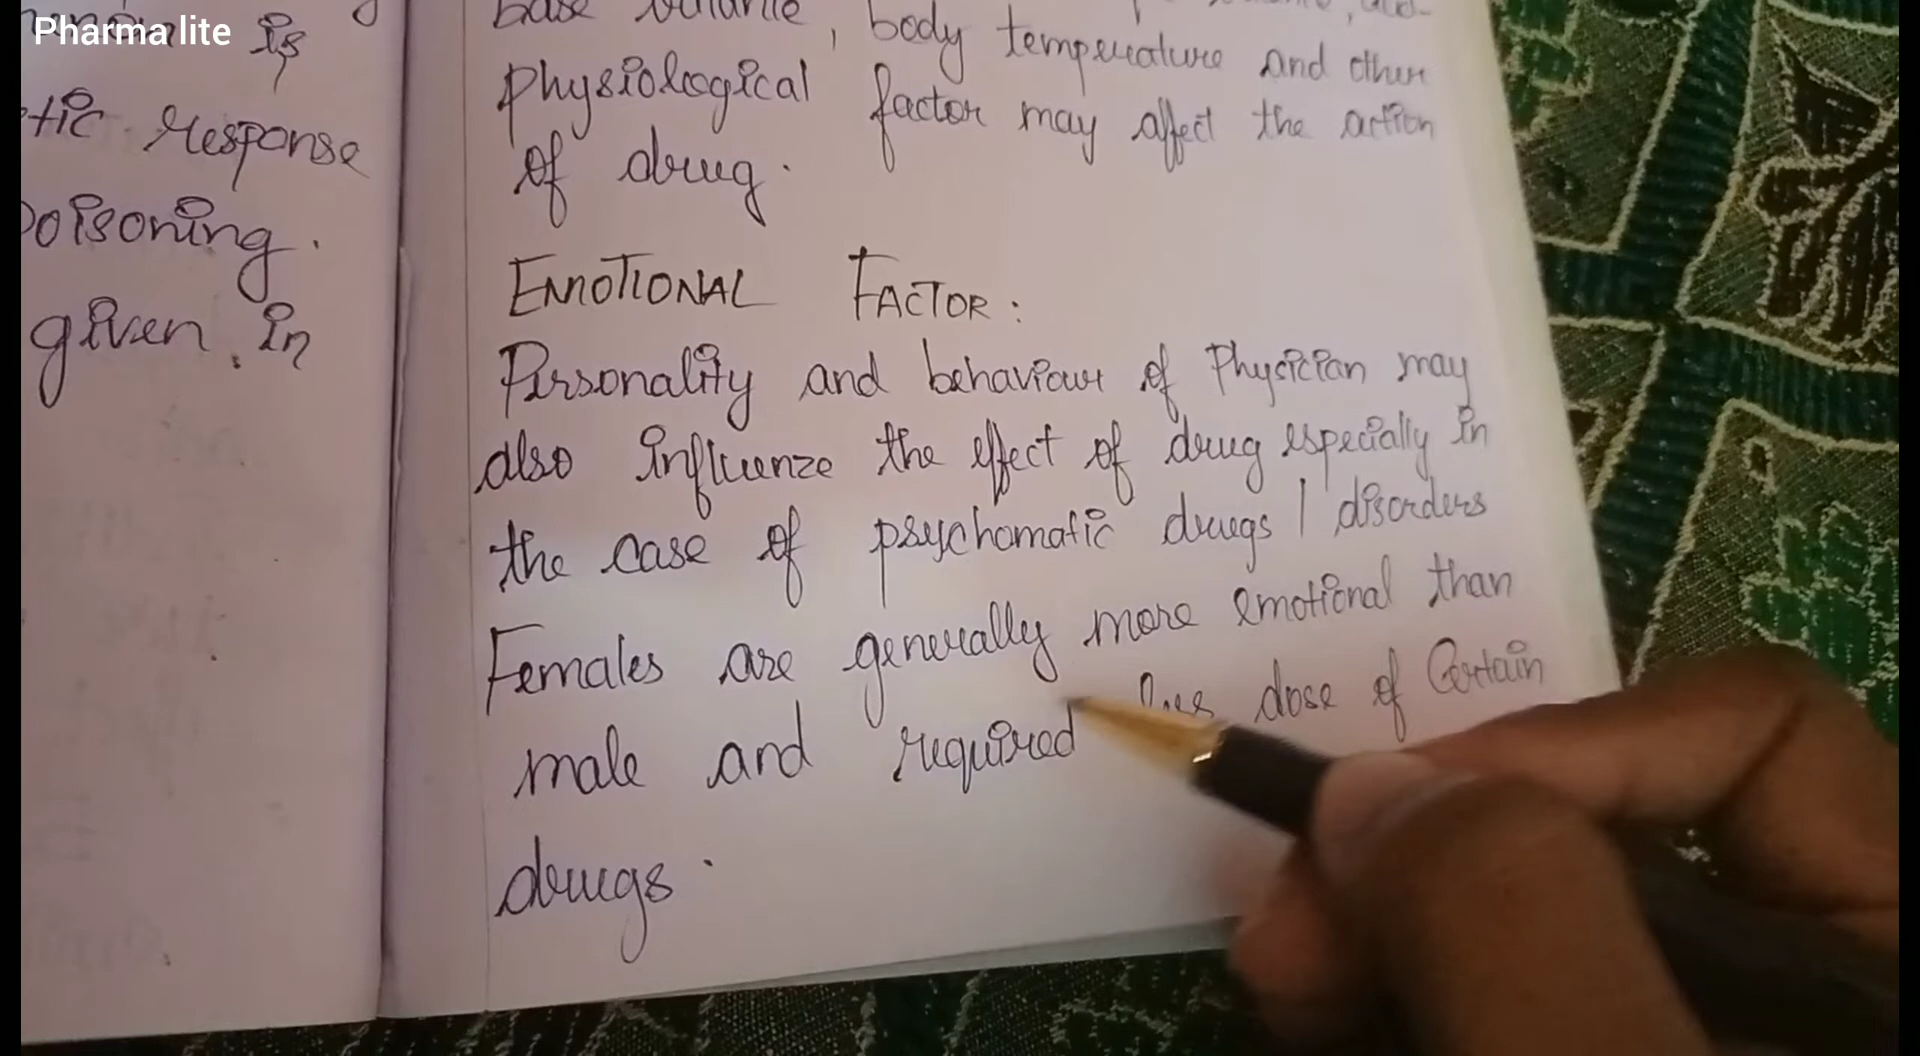 Pharma lite
is
tic response
poisoning.
given in
base balance, body temperature and other
physiological factor may affect the action
of drug.
EMOTIONAL FACTOR:
Personality and behaviour of Physician may
also influenze the effect of drug especially in
the case of psychomatic drugs / disorders
Females are generally more emotional than
male and required less dose of Certain
drugs.